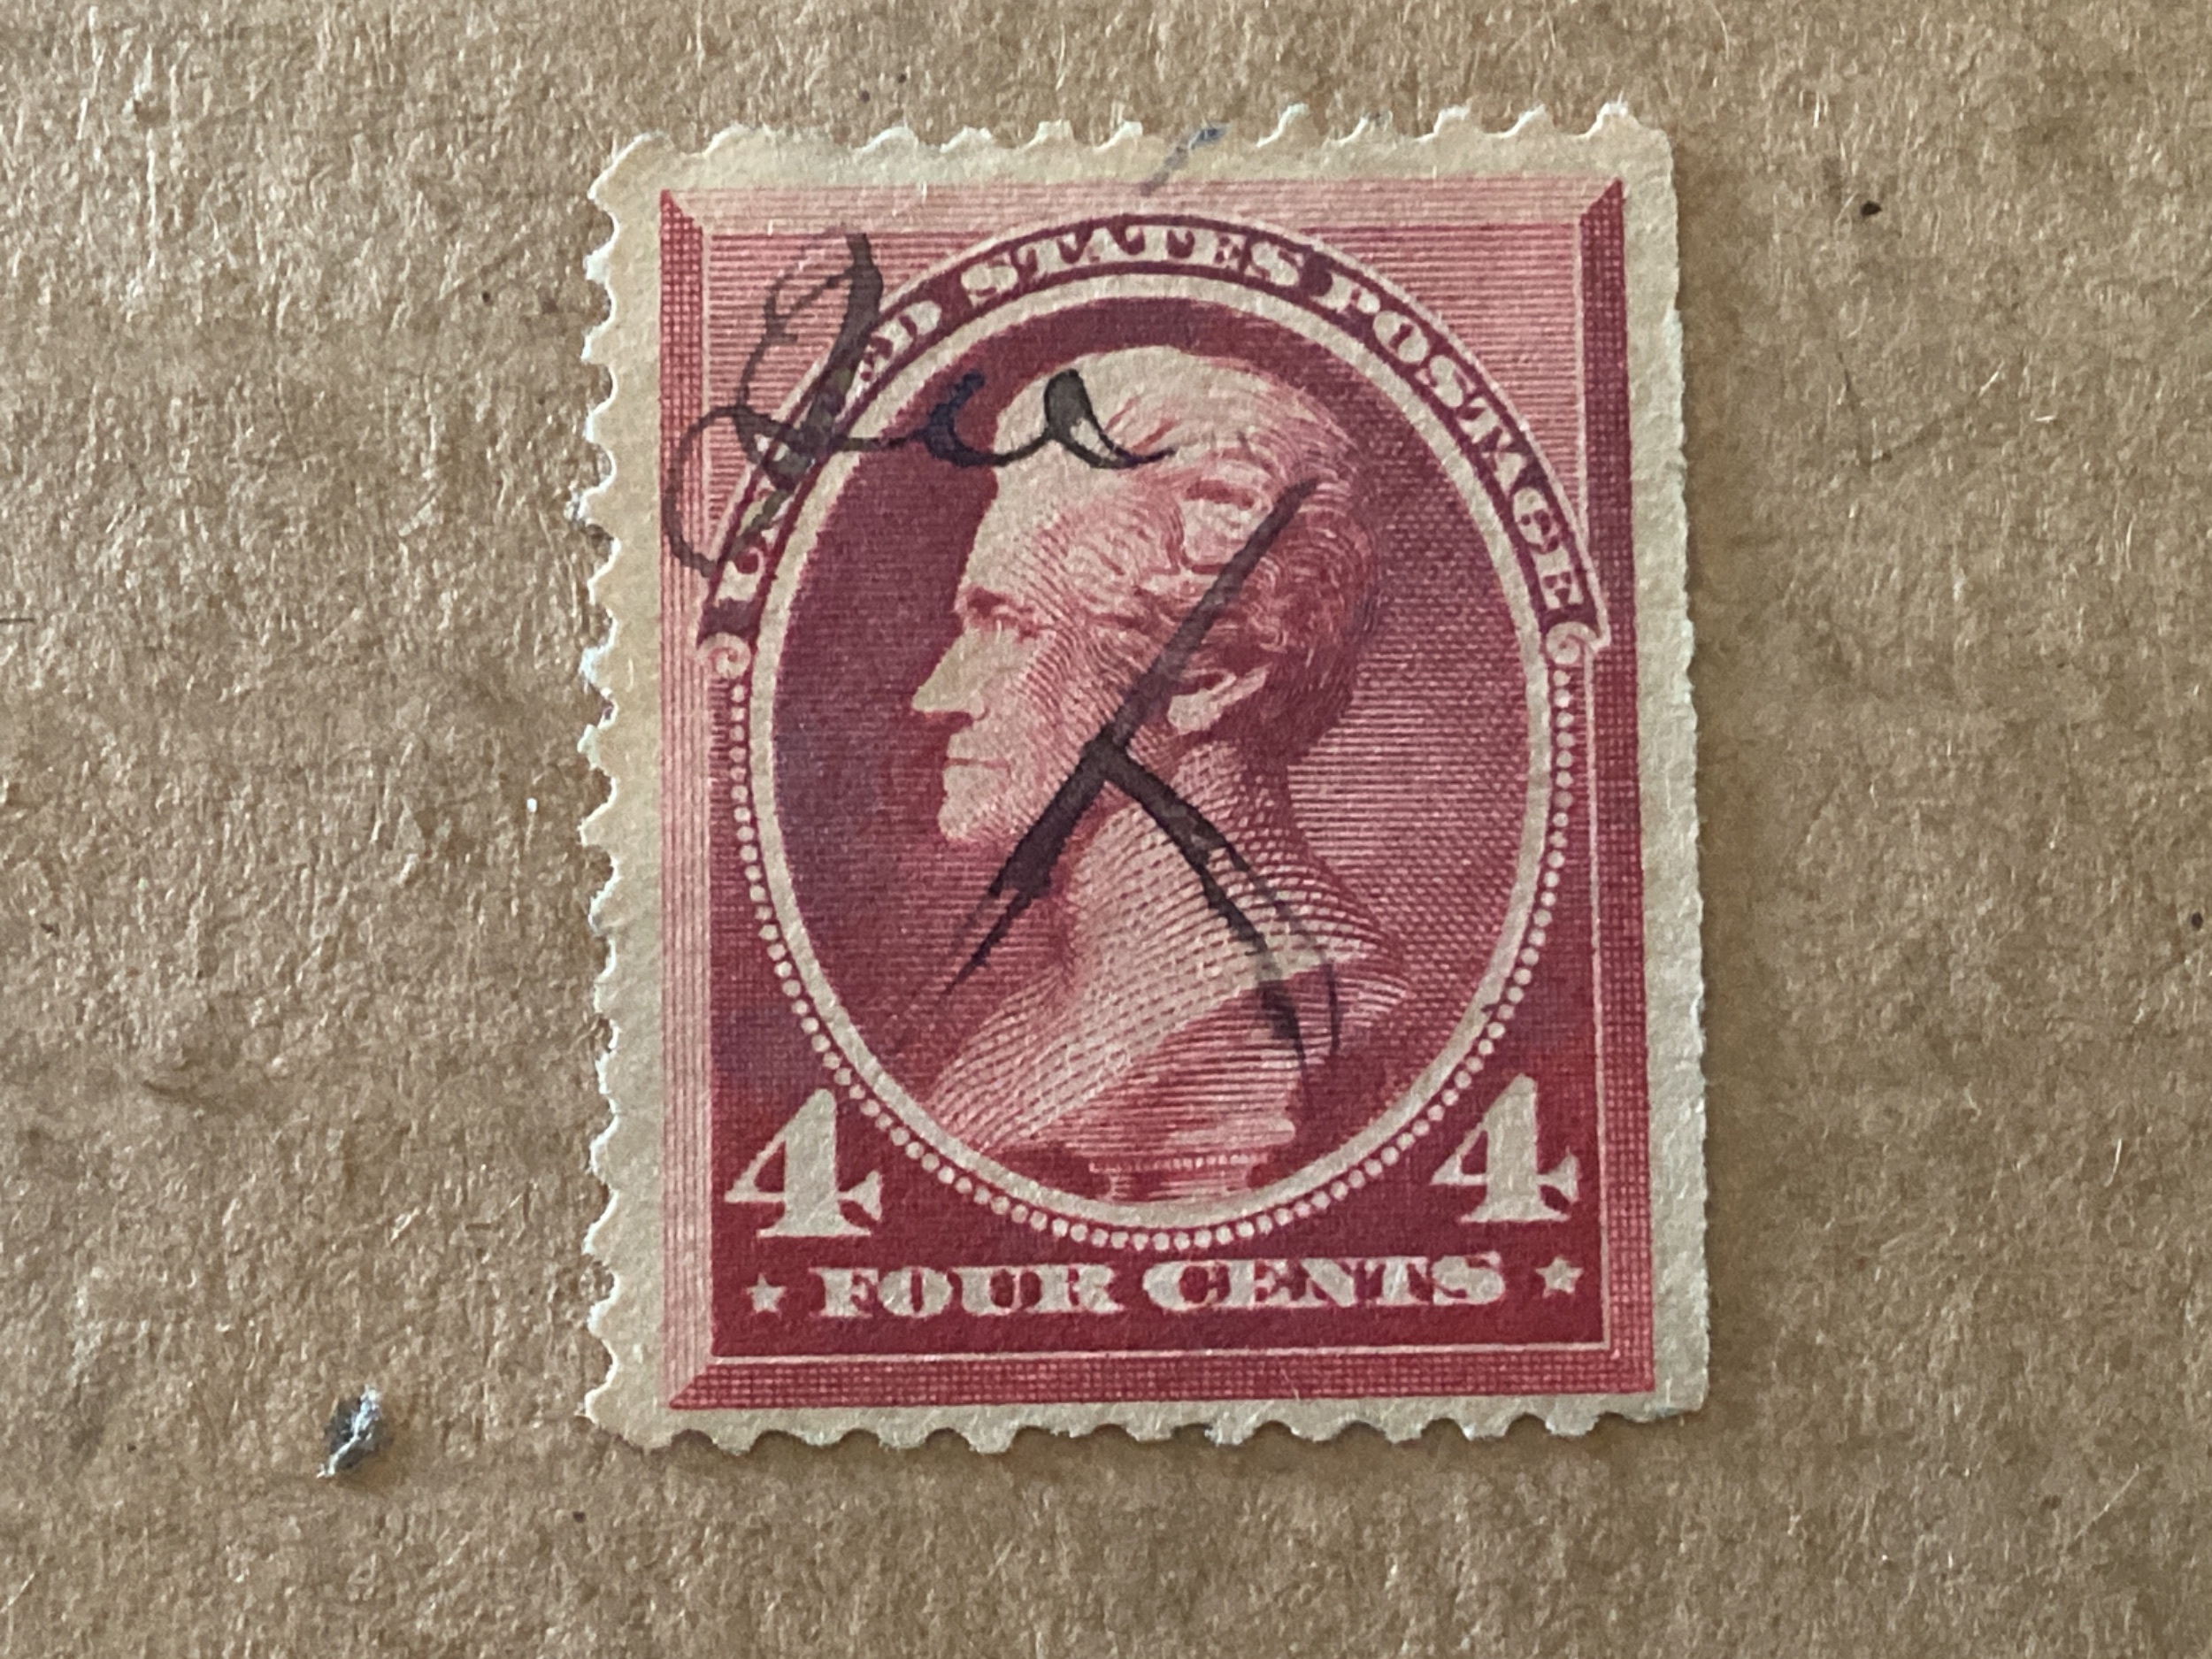 UNITED STATES POSTAGE
4 4
FOUR CENTS